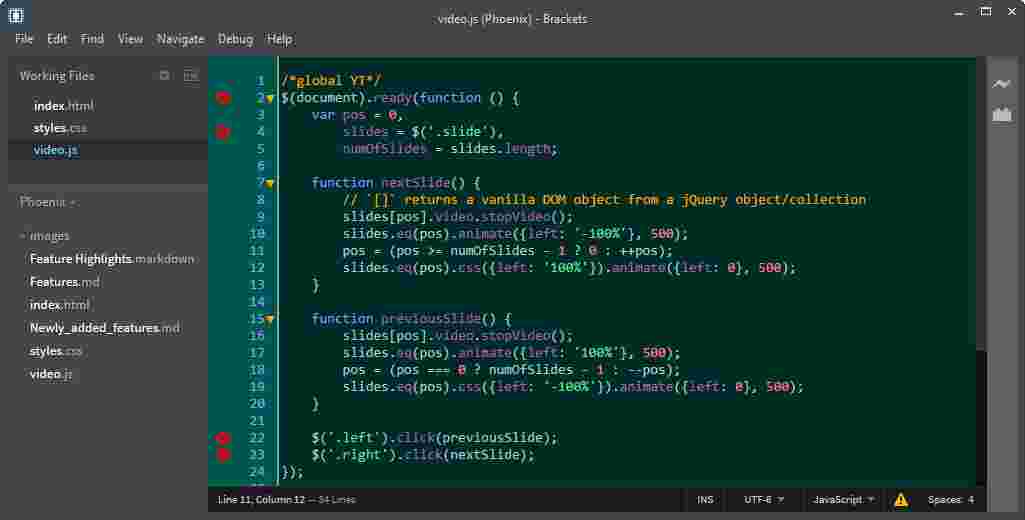 video.js (Phoenix) - Brackets
File Edit Find View Navigate Debug Help
Working Files
index.html
styles.css
video.js
Phoenix
images
Feature Highlights.markdown
Features.md
index.html
Newly_added_features.md
styles.css
video.js
1 /*global YT*/
2 $(document).ready(function () {
3 var pos = 0,
4 slides = $('.slide'),
5 numOfSlides = slides.length;
6
7 function nextSlide() {
8 // `[]` returns a vanilla DOM object from a jQuery object/collection
9 slides[pos].video.stopVideo();
10 slides.eq(pos).animate({left: '-100%'}, 500);
11 pos = (pos >= numOfSlides - 1 ? 0 : ++pos);
12 slides.eq(pos).css({left: '100%'}).animate({left: 0}, 500);
13 }
14
15 function previousSlide() {
16 slides[pos].video.stopVideo();
17 slides.eq(pos).animate({left: '100%'}, 500);
18 pos = (pos === 0 ? numOfSlides - 1 : --pos);
19 slides.eq(pos).css({left: '-100%'}).animate({left: 0}, 500);
20 }
21
22 $('.left').click(previousSlide);
23 $('.right').click(nextSlide);
24 });
Line 11, Column 12 — 34 Lines
INS UTF-8 JavaScript Spaces: 4